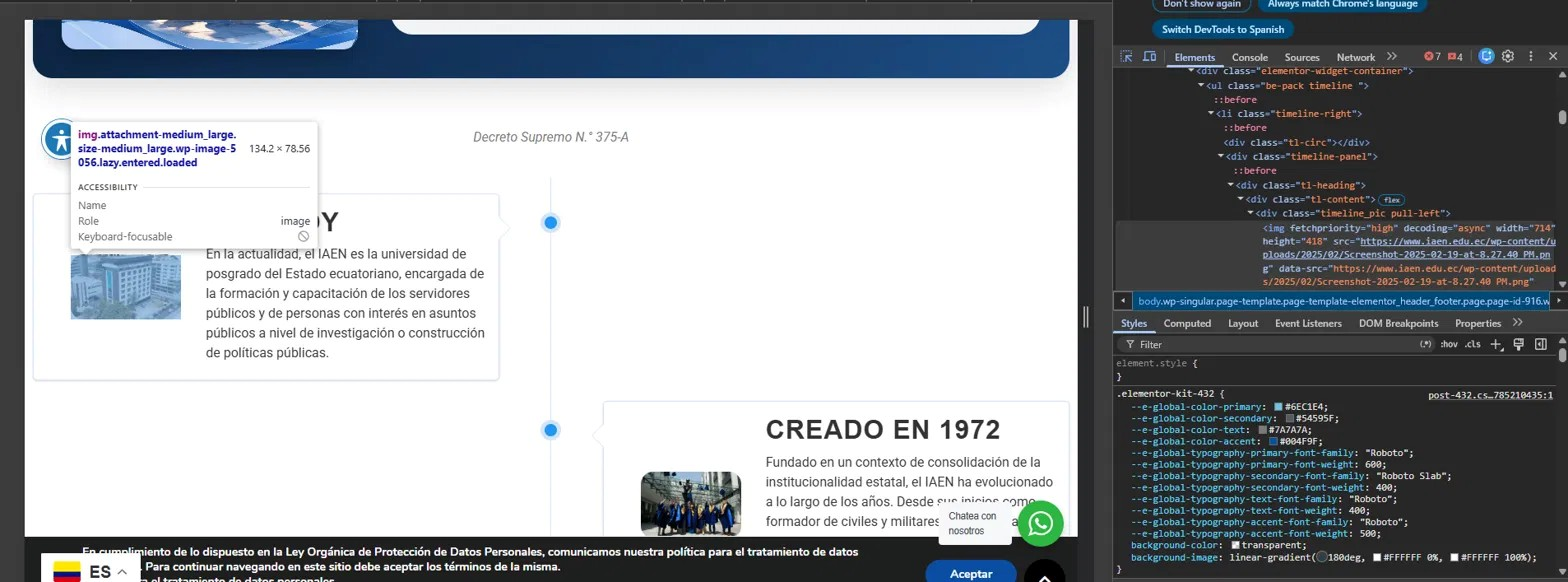 Decreto Supremo N.° 375-A
img.attachment-medium_large.
size-medium_large.wp-image-5
056.lazy.entered.loaded
134.2 × 78.56
ACCESSIBILITY
Name
Role
image
Keyboard-focusable
OY
En la actualidad, el IAEN es la universidad de
posgrado del Estado ecuatoriano, encargada de
la formación y capacitación de los servidores
públicos y de personas con interés en asuntos
públicos a nivel de investigación o construcción
de políticas públicas.
CREADO EN 1972
Fundado en un contexto de consolidación de la
institucionalidad estatal, el IAEN ha evolucionado
a lo largo de los años. Desde sus inicios como
formador de civiles y militares
Chatea con
nosotros
En cumplimiento de lo dispuesto en la Ley Orgánica de Protección de Datos Personales, comunicamos nuestra política para el tratamiento de datos
. Para continuar navegando en este sitio debe aceptar los términos de la misma.
el tratamiento de datos personales
ES
Aceptar
Don't show again
Always match Chrome's language
Switch DevTools to Spanish
Elements
Console
Sources
Network
7
4
<div class="elementor-widget-container">
<ul class="be-pack timeline ">
::before
<li class="timeline-right">
::before
<div class="tl-circ"></div>
<div class="timeline-panel">
::before
<div class="tl-heading">
<div class="tl-content"> flex
<div class="timeline_pic pull-left">
<img fetchpriority="high" decoding="async" width="714"
height="418" src="https://www.iaen.edu.ec/wp-content/u
ploads/2025/02/Screenshot-2025-02-19-at-8.27.40 PM.pn
g" data-src="https://www.iaen.edu.ec/wp-content/upload
s/2025/02/Screenshot-2025-02-19-at-8.27.40 PM.png"
body.wp-singular.page-template.page-template-elementor_header_footer.page.page-id-916.w
Styles
Computed
Layout
Event Listeners
DOM Breakpoints
Properties
Filter
(.*)
:hov
.cls
element.style {
}
.elementor-kit-432 {
post-432.cs…785210435:1
--e-global-color-primary: #6EC1E4;
--e-global-color-secondary: #54595F;
--e-global-color-text: #7A7A7A;
--e-global-color-accent: #004F9F;
--e-global-typography-primary-font-family: "Roboto";
--e-global-typography-primary-font-weight: 600;
--e-global-typography-secondary-font-family: "Roboto Slab";
--e-global-typography-secondary-font-weight: 400;
--e-global-typography-text-font-family: "Roboto";
--e-global-typography-text-font-weight: 400;
--e-global-typography-accent-font-family: "Roboto";
--e-global-typography-accent-font-weight: 500;
background-color: transparent;
background-image: linear-gradient(180deg, #FFFFFF 0%, #FFFFFF 100%);
}